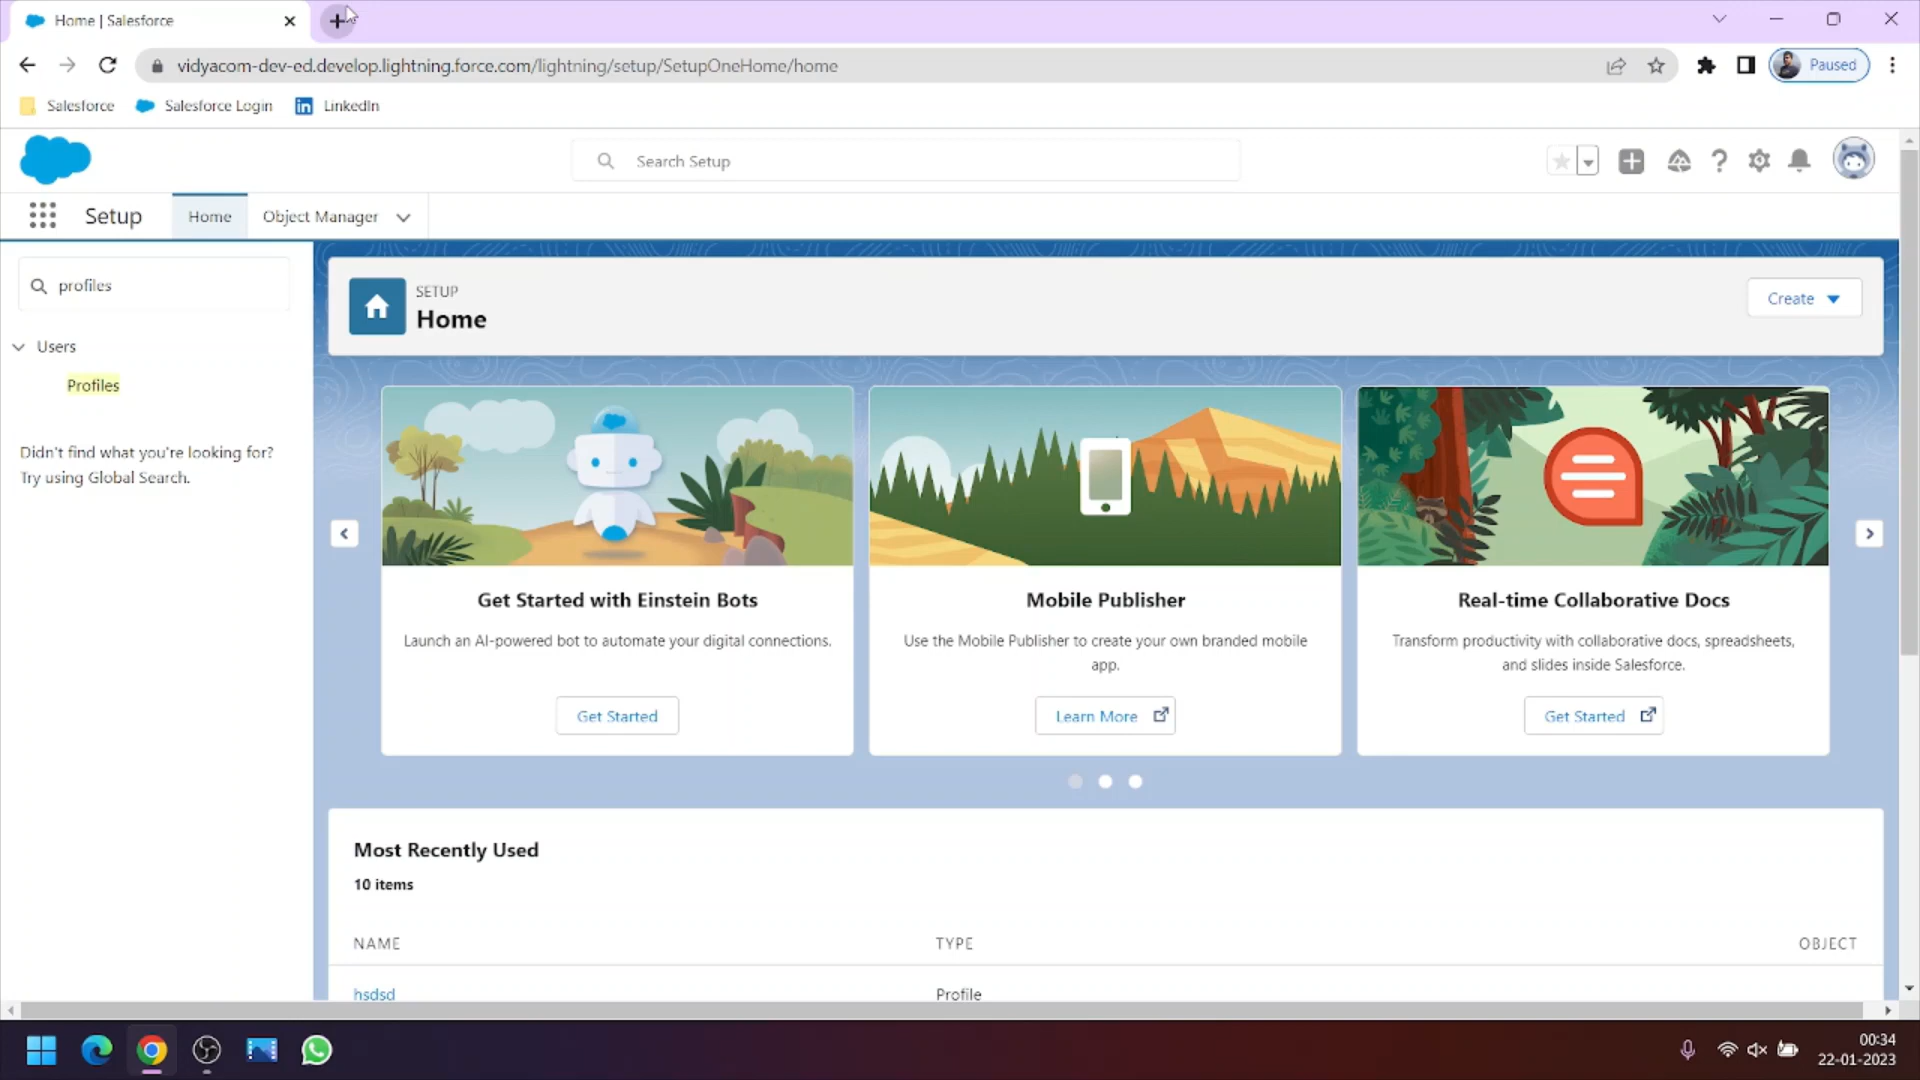 Home | Salesforce
vidyacom-dev-ed.develop.lightning.force.com/lightning/setup/SetupOneHome/home
Paused
Salesforce
Salesforce Login
LinkedIn
Search Setup
Setup
Home
Object Manager
profiles
Users
Profiles
Didn't find what you're looking for?
Try using Global Search.
SETUP
Home
Create
Get Started with Einstein Bots
Launch an AI-powered bot to automate your digital connections.
Get Started
Mobile Publisher
Use the Mobile Publisher to create your own branded mobile
app.
Learn More
Real-time Collaborative Docs
Transform productivity with collaborative docs, spreadsheets,
and slides inside Salesforce.
Get Started
Most Recently Used
10 items
NAME TYPE OBJECT
hsdsd Profile
00:34
22-01-2023